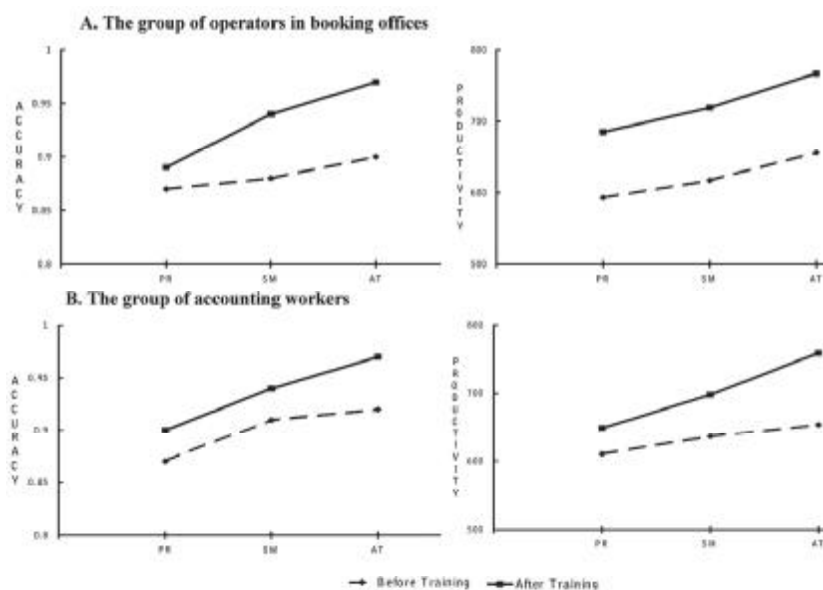 A. The group of operators in booking offices
ACCURACY
1
0.95
0.9
0.85
0.8
PR SM AT
PRODUCTIVITY
800
700
600
500
PR SM AT
B. The group of accounting workers
ACCURACY
1
0.95
0.9
0.85
0.8
PR SM AT
PRODUCTIVITY
800
700
600
500
PR SM AT
Before Training After Training